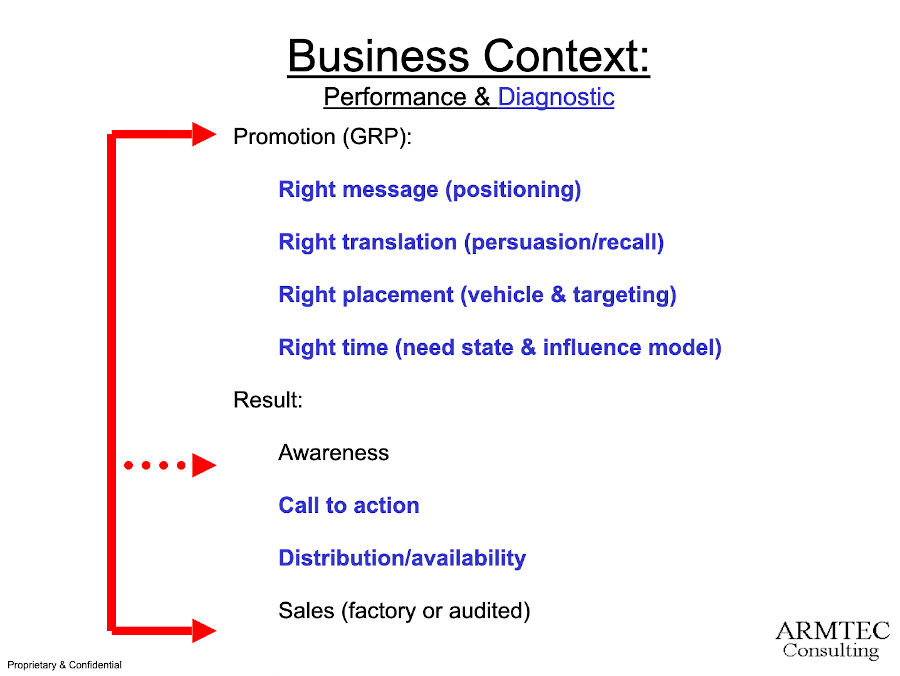 Business Context:
Performance & Diagnostic
Promotion (GRP):
Right message (positioning)
Right translation (persuasion/recall)
Right placement (vehicle & targeting)
Right time (need state & influence model)
Result:
Awareness
Call to action
Distribution/availability
Sales (factory or audited)
ARMTEC
Consulting
Proprietary & Confidential